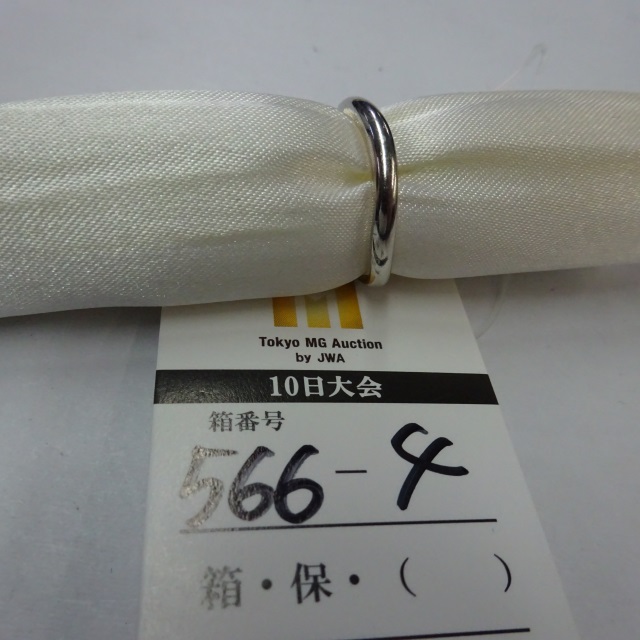 Tokyo MG Auction
by JWA
10日大会
箱番号
566-4
箱・保・(　　)